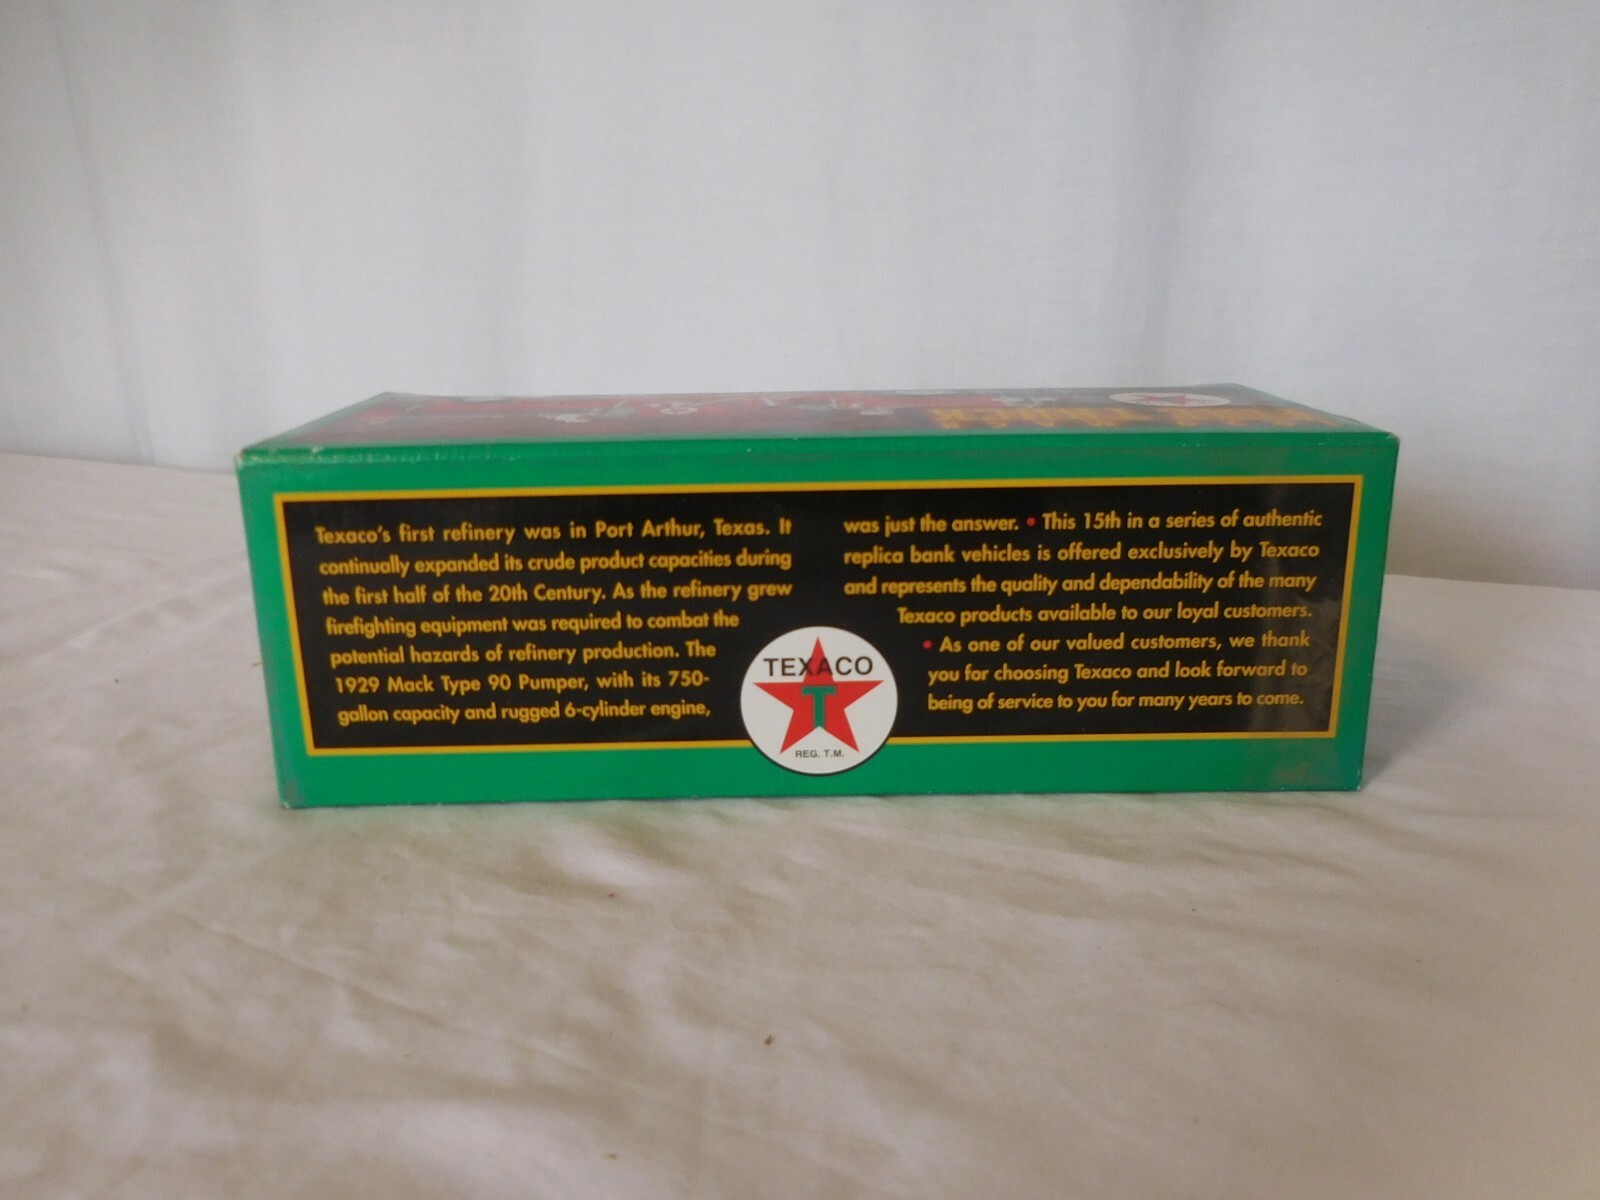 Texaco's first refinery was in Port Arthur, Texas. It
continually expanded its crude product capacities during
the first half of the 20th Century. As the refinery grew
firefighting equipment was required to combat the
potential hazards of refinery production. The
1929 Mack Type 90 Pumper, with its 750-
gallon capacity and rugged 6-cylinder engine,
was just the answer. • This 15th in a series of authentic
replica bank vehicles is offered exclusively by Texaco
and represents the quality and dependability of the many
Texaco products available to our loyal customers.
• As one of our valued customers, we thank
you for choosing Texaco and look forward to
being of service to you for many years to come.
TEXACO
T
REG. T.M.